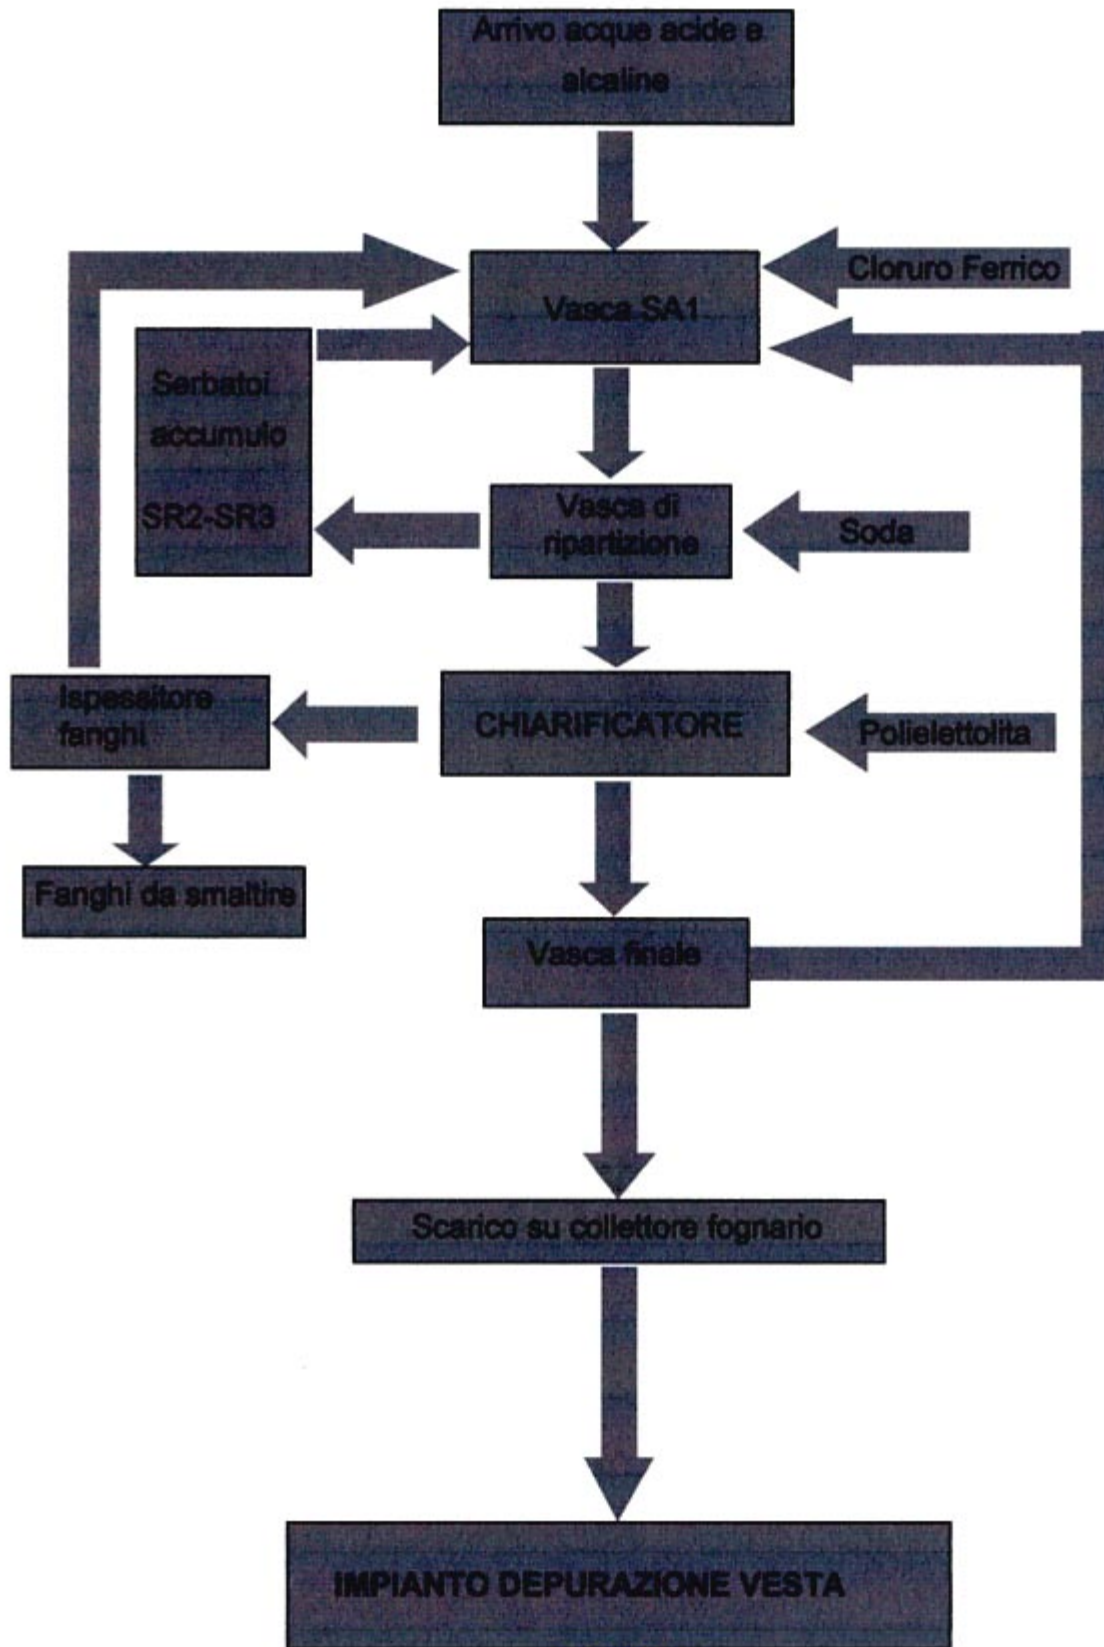 Arrivo acque acide e
alcaline
Cloruro Ferrico
Vasca SA1
Serbatoi
accumulo
SR2-SR3
Vasca di
ripartizione
Soda
Ispessitore
fanghi
CHIARIFICATORE
Polielettolita
Fanghi da smaltire
Vasca finale
Scarico su collettore fognario
IMPIANTO DEPURAZIONE VESTA